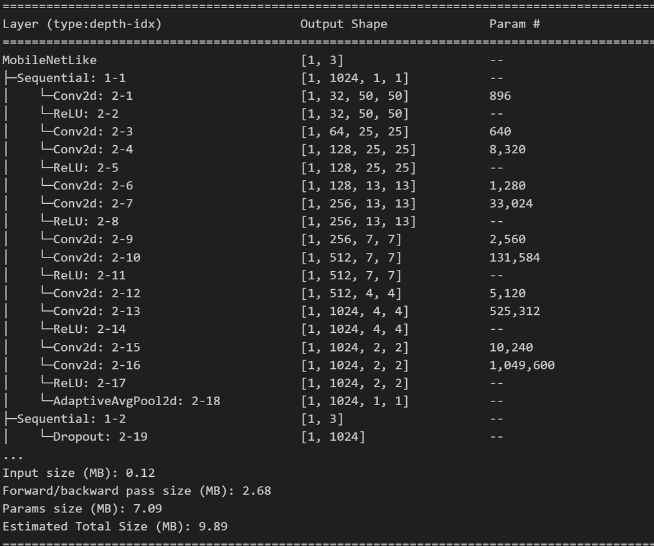 ================================================================================
Layer (type:depth-idx)                   Output Shape              Param #
================================================================================
MobileNetLike                            [1, 3]                    --
├─Sequential: 1-1                        [1, 1024, 1, 1]           --
│    └─Conv2d: 2-1                       [1, 32, 50, 50]           896
│    └─ReLU: 2-2                         [1, 32, 50, 50]           --
│    └─Conv2d: 2-3                       [1, 64, 25, 25]           640
│    └─Conv2d: 2-4                       [1, 128, 25, 25]          8,320
│    └─ReLU: 2-5                         [1, 128, 25, 25]          --
│    └─Conv2d: 2-6                       [1, 128, 13, 13]          1,280
│    └─Conv2d: 2-7                       [1, 256, 13, 13]          33,024
│    └─ReLU: 2-8                         [1, 256, 13, 13]          --
│    └─Conv2d: 2-9                       [1, 256, 7, 7]            2,560
│    └─Conv2d: 2-10                      [1, 512, 7, 7]            131,584
│    └─ReLU: 2-11                        [1, 512, 7, 7]            --
│    └─Conv2d: 2-12                      [1, 512, 4, 4]            5,120
│    └─Conv2d: 2-13                      [1, 1024, 4, 4]           525,312
│    └─ReLU: 2-14                        [1, 1024, 4, 4]           --
│    └─Conv2d: 2-15                      [1, 1024, 2, 2]           10,240
│    └─Conv2d: 2-16                      [1, 1024, 2, 2]           1,049,600
│    └─ReLU: 2-17                        [1, 1024, 2, 2]           --
│    └─AdaptiveAvgPool2d: 2-18           [1, 1024, 1, 1]           --
├─Sequential: 1-2                        [1, 3]                    --
│    └─Dropout: 2-19                     [1, 1024]                 --
...
Input size (MB): 0.12
Forward/backward pass size (MB): 2.68
Params size (MB): 7.09
Estimated Total Size (MB): 9.89
================================================================================